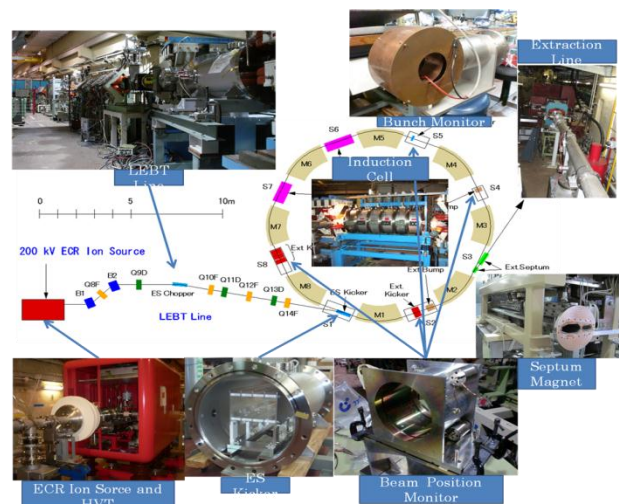 Extraction
Line
Bunch Monitor
LEBT
Line
S6
M5
S5
M6
Induction
Cell
M4
S7
S4
0
5
10m
M7
M3
200 kV ECR Ion Source
S8
S3
Ext.Septum
B1
Q8F
B2
Q9D
ES Chopper
Q10F
Q11D
Q12F
Q13D
Q14F
LEBT Line
M8
ES Kicker
S1
M1
Ext.
Kicker
Ext Bump
S2
M2
Septum
Magnet
ECR Ion Sorce and
HVT
ES
Kicker
Beam Position
Monitor